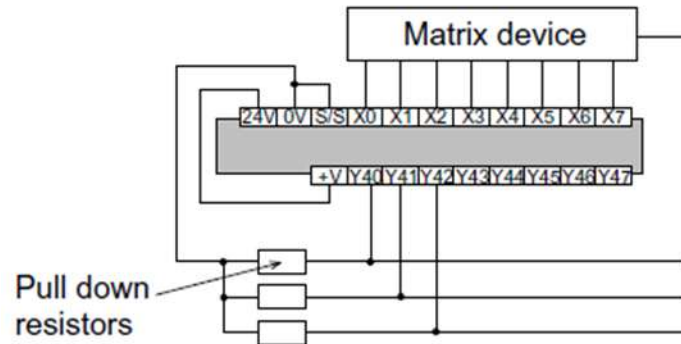 Matrix device
24V 0V S/S X0 X1 X2 X3 X4 X5 X6 X7
+V Y40 Y41 Y42 Y43 Y44 Y45 Y46 Y47
Pull down
resistors